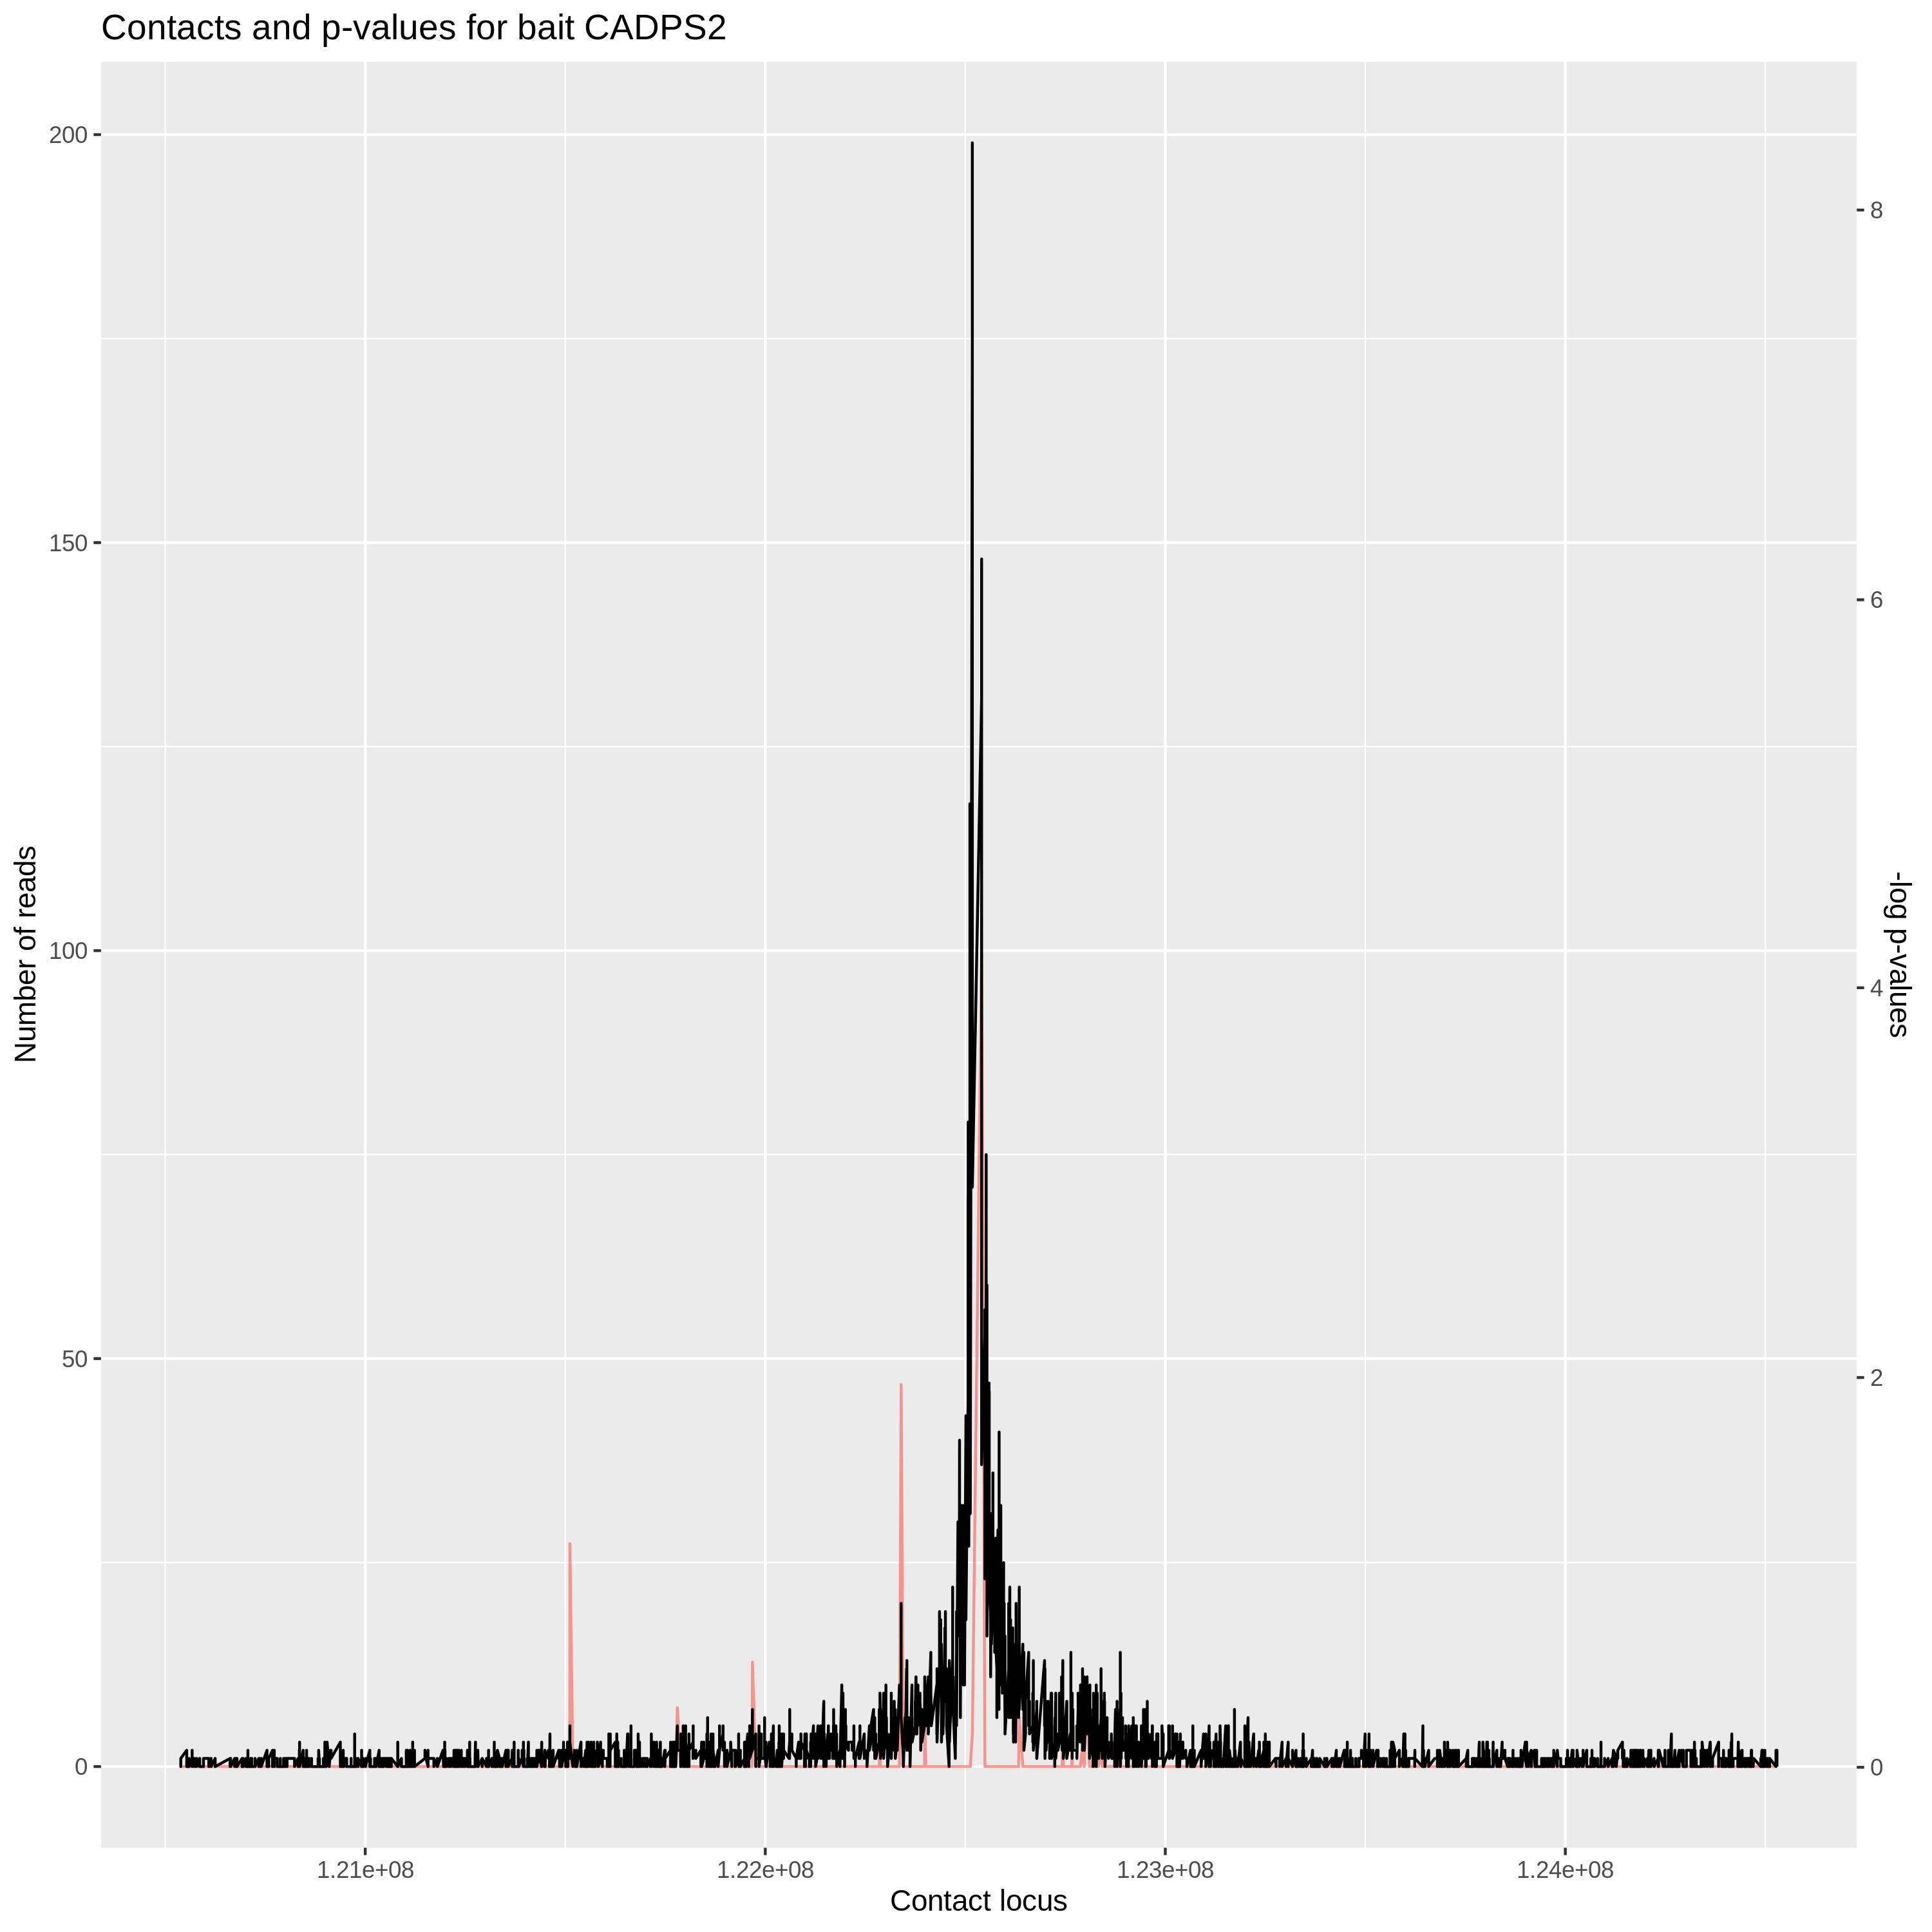 Contacts and p-values for bait CADPS2
200
150
100
50
0
Number of reads
8
6
4
2
0
-log p-values
1.21e+08
1.22e+08
1.23e+08
1.24e+08
Contact locus